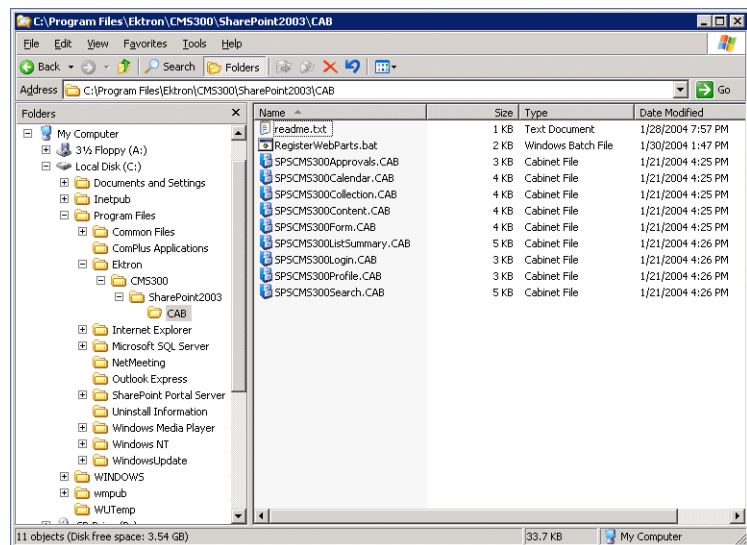 C:\Program Files\Ektron\CMS300\SharePoint2003\CAB
File Edit View Favorites Tools Help
Back Search Folders
Address C:\Program Files\Ektron\CMS300\SharePoint2003\CAB Go
Folders Name Size Type Date Modified
My Computer
3½ Floppy (A:)
Local Disk (C:)
Documents and Settings
Inetpub
Program Files
Common Files
ComPlus Applications
Ektron
CMS300
SharePoint2003
CAB
Internet Explorer
Microsoft SQL Server
NetMeeting
Outlook Express
SharePoint Portal Server
Uninstall Information
Windows Media Player
Windows NT
WindowsUpdate
WINDOWS
wmpub
WUTemp
readme.txt 1 KB Text Document 1/28/2004 7:57 PM
RegisterWebParts.bat 2 KB Windows Batch File 1/30/2004 1:47 PM
SPSCMS300Approvals.CAB 3 KB Cabinet File 1/21/2004 4:25 PM
SPSCMS300Calendar.CAB 4 KB Cabinet File 1/21/2004 4:25 PM
SPSCMS300Collection.CAB 4 KB Cabinet File 1/21/2004 4:25 PM
SPSCMS300Content.CAB 4 KB Cabinet File 1/21/2004 4:25 PM
SPSCMS300Form.CAB 4 KB Cabinet File 1/21/2004 4:25 PM
SPSCMS300ListSummary.CAB 5 KB Cabinet File 1/21/2004 4:26 PM
SPSCMS300Login.CAB 3 KB Cabinet File 1/21/2004 4:26 PM
SPSCMS300Profile.CAB 3 KB Cabinet File 1/21/2004 4:26 PM
SPSCMS300Search.CAB 5 KB Cabinet File 1/21/2004 4:26 PM
11 objects (Disk free space: 3.54 GB) 33.7 KB My Computer